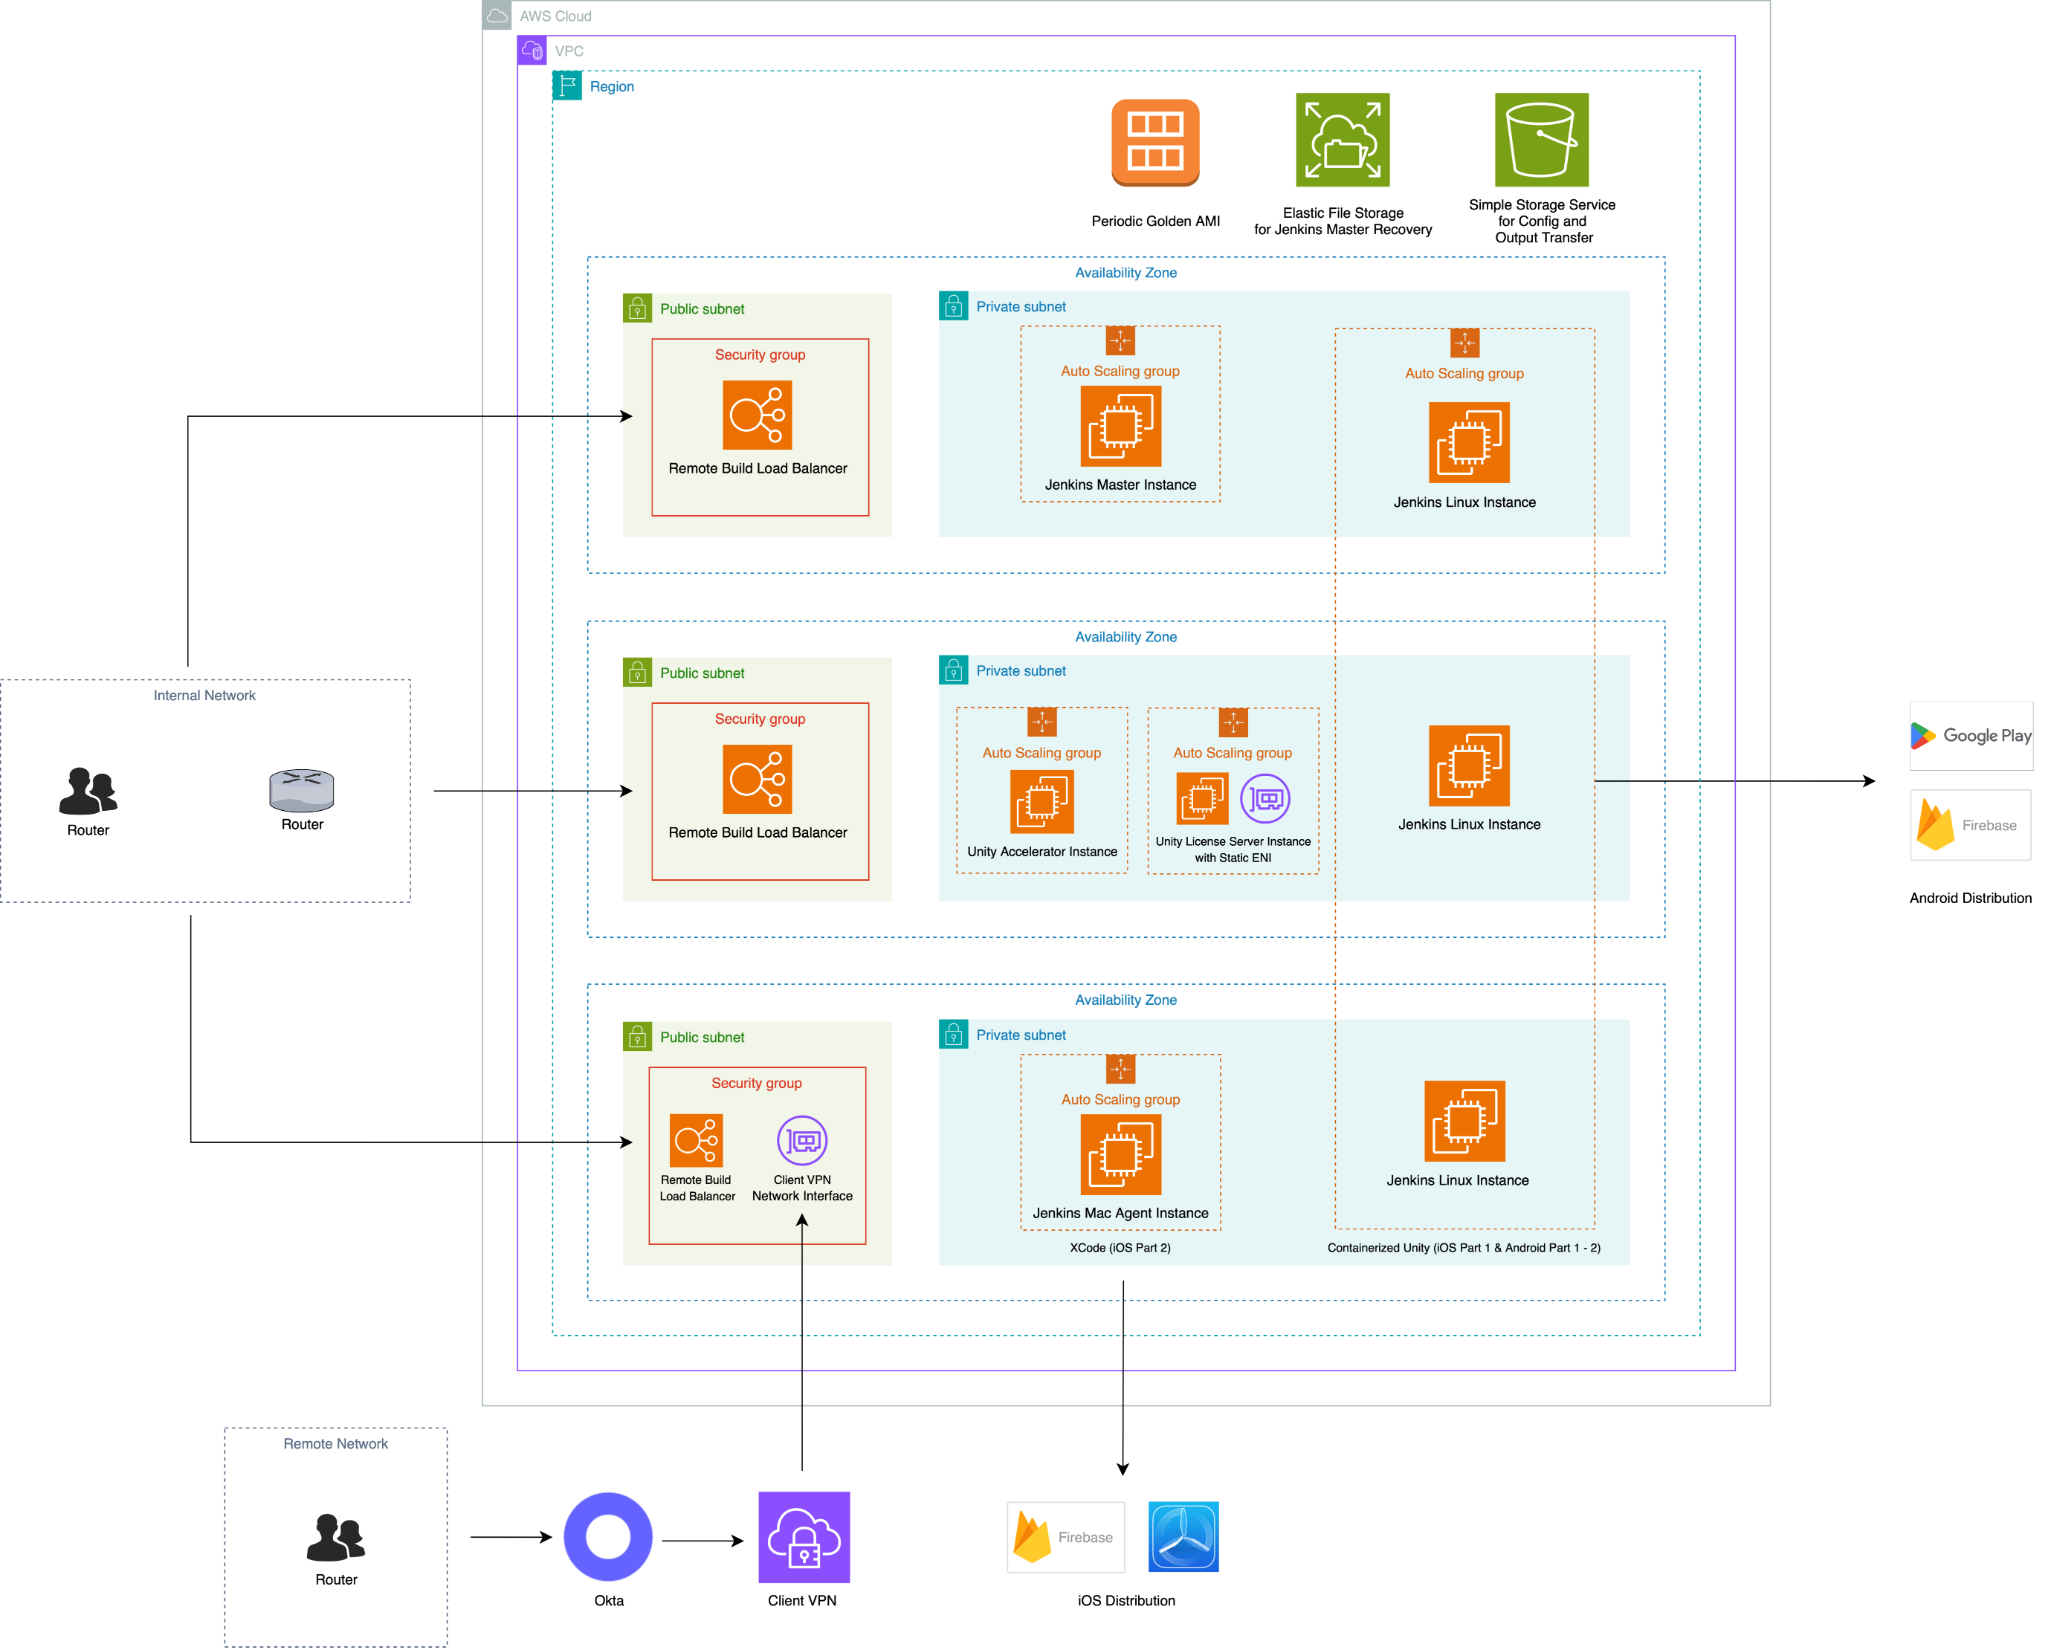 AWS Cloud
VPC
Region
Periodic Golden AMI
Elastic File Storage
for Jenkins Master Recovery
Simple Storage Service
for Config and
Output Transfer
Availability Zone
Public subnet
Security group
Remote Build Load Balancer
Private subnet
Auto Scaling group
Jenkins Master Instance
Auto Scaling group
Jenkins Linux Instance
Internal Network
Router
Router
Availability Zone
Public subnet
Security group
Remote Build Load Balancer
Private subnet
Auto Scaling group
Unity Accelerator Instance
Auto Scaling group
Unity License Server Instance
with Static ENI
Jenkins Linux Instance
Google Play
Firebase
Android Distribution
Availability Zone
Public subnet
Security group
Remote Build
Load Balancer
Client VPN
Network Interface
Private subnet
Auto Scaling group
Jenkins Mac Agent Instance
XCode (iOS Part 2)
Jenkins Linux Instance
Containerized Unity (iOS Part 1 & Android Part 1 - 2)
Remote Network
Router
Okta
Client VPN
Firebase
iOS Distribution